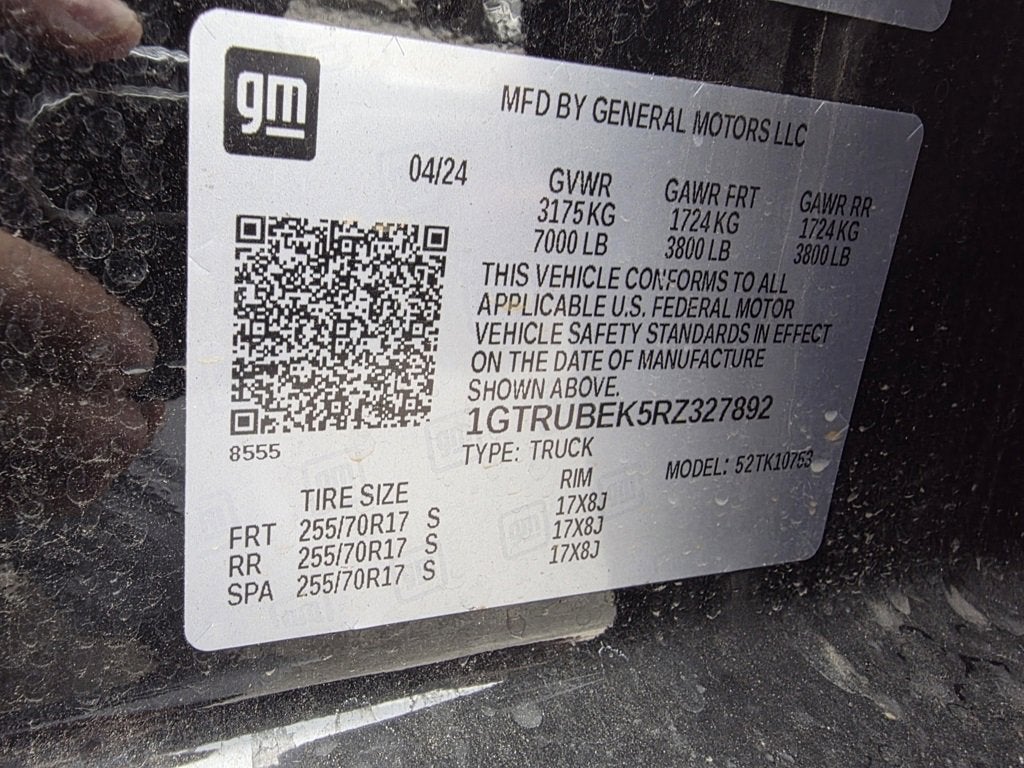 gm
MFD BY GENERAL MOTORS LLC
04/24
GVWR GAWR FRT GAWR RR
3175 KG 1724 KG 1724 KG
7000 LB 3800 LB 3800 LB
THIS VEHICLE CONFORMS TO ALL
APPLICABLE U.S. FEDERAL MOTOR
VEHICLE SAFETY STANDARDS IN EFFECT
ON THE DATE OF MANUFACTURE
SHOWN ABOVE.
1GTRUBEK5RZ327892
8555
TYPE: TRUCK MODEL: 52TK10753
TIRE SIZE RIM
FRT 255/70R17 S 17X8J
RR 255/70R17 S 17X8J
SPA 255/70R17 S 17X8J